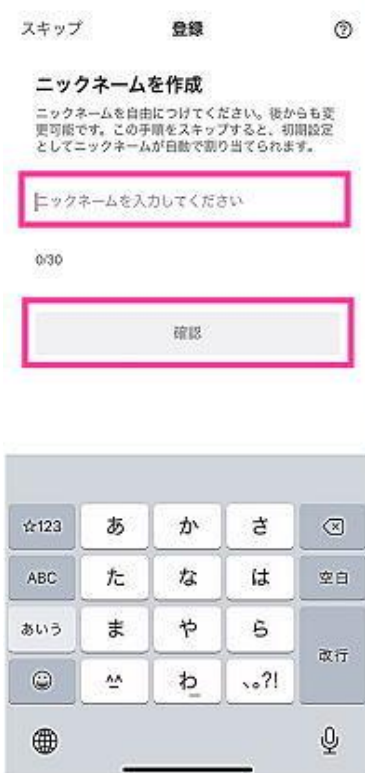 スキップ 登録 ?
ニックネームを作成
ニックネームを自由につけてください。後からも変
更可能です。この手順をスキップすると、初期設定
としてニックネームが自動で割り当てられます。
ニックネームを入力してください
0/30
確認
☆123 あ か さ
ABC た な は 空白
あいう ま や ら 改行
^^ わ 、。?!